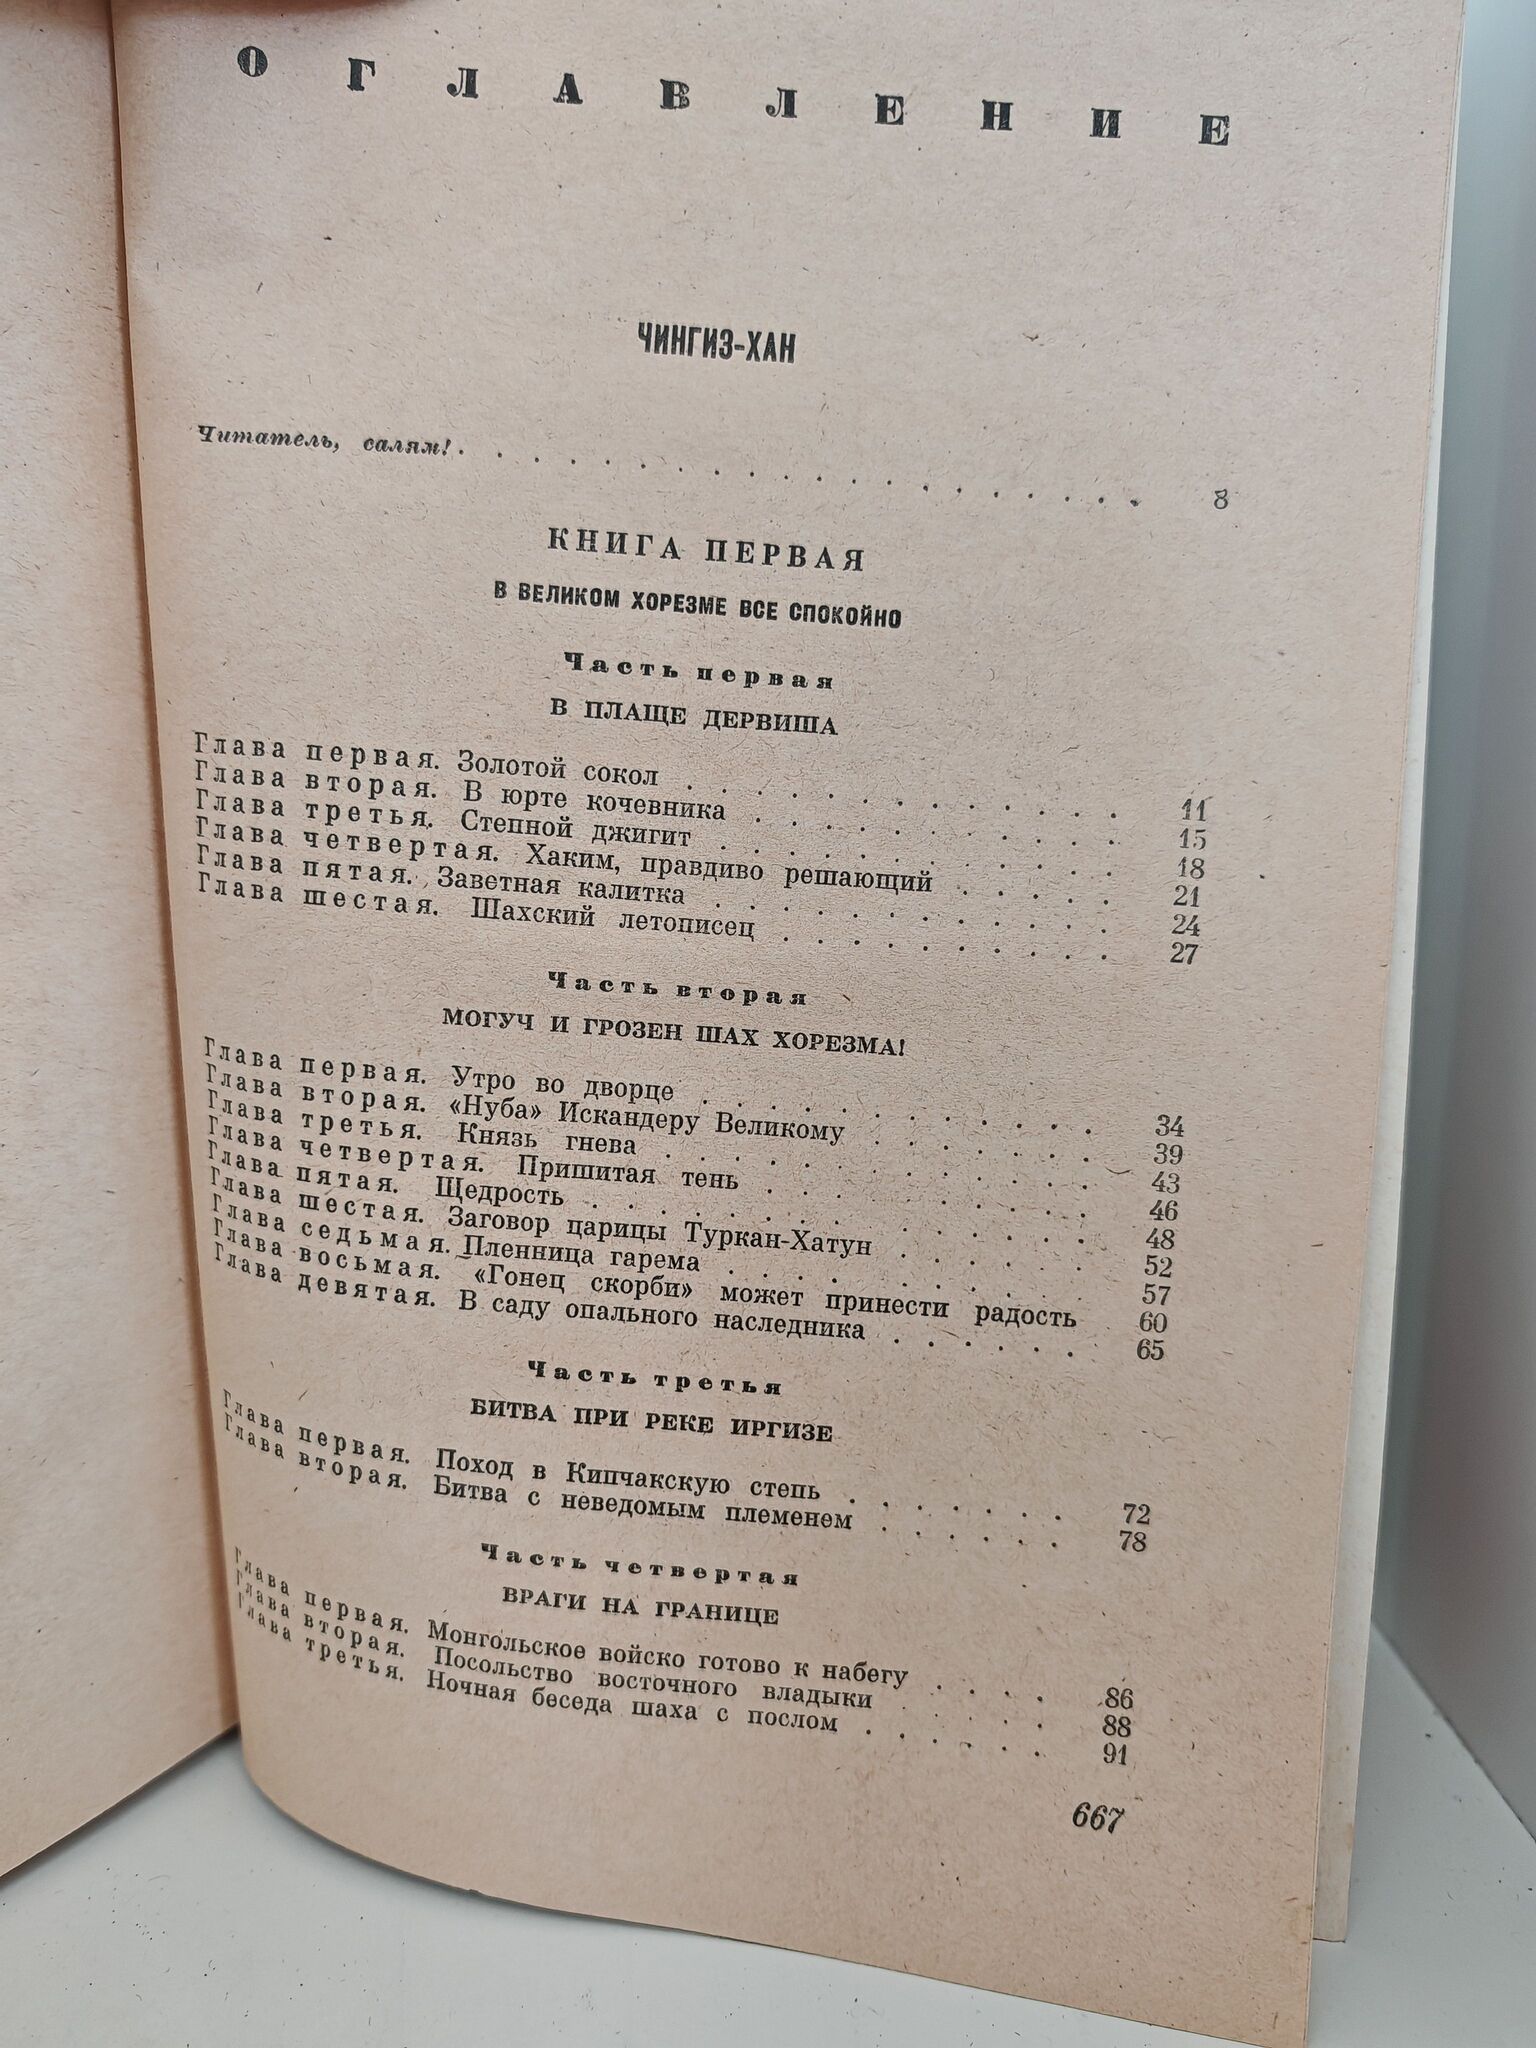 ОГЛАВЛЕНИЕ
ЧИНГИЗ-ХАН
Читатель, салям! . . . . . . . . . . . . . . . . . . . . 8
КНИГА ПЕРВАЯ
В ВЕЛИКОМ ХОРЕЗМЕ ВСЕ СПОКОЙНО
Часть первая
В ПЛАЩЕ ДЕРВИША
Глава первая. Золотой сокол . . . . . . . . . . . . . 11
Глава вторая. В юрте кочевника . . . . . . . . . . . 15
Глава третья. Степной джигит . . . . . . . . . . . . 18
Глава четвертая. Хаким, правдиво решающий . . . . . 21
Глава пятая. Заветная калитка . . . . . . . . . . . . 24
Глава шестая. Шахский летописец . . . . . . . . . . 27
Часть вторая
МОГУЧ И ГРОЗЕН ШАХ ХОРЕЗМА!
Глава первая. Утро во дворце . . . . . . . . . . . . 34
Глава вторая. «Нуба» Искандеру Великому . . . . . . . 39
Глава третья. Князь гнева . . . . . . . . . . . . . 43
Глава четвертая. Пришитая тень . . . . . . . . . . 46
Глава пятая. Щедрость . . . . . . . . . . . . . . 48
Глава шестая. Заговор царицы Туркан-Хатун . . . . . . 52
Глава седьмая. Пленница гарема . . . . . . . . . . . 57
Глава восьмая. «Гонец скорби» может принести радость 60
Глава девятая. В саду опального наследника . . . . . . 65
Часть третья
БИТВА ПРИ РЕКЕ ИРГИЗЕ
Глава первая. Поход в Кипчакскую степь . . . . . . . 72
Глава вторая. Битва с неведомым племенем . . . . . . 78
Часть четвертая
ВРАГИ НА ГРАНИЦЕ
Глава первая. Монгольское войско готово к набегу . . . . 86
Глава вторая. Посольство восточного владыки . . . . . 88
Глава третья. Ночная беседа шаха с послом . . . . . . 91
667